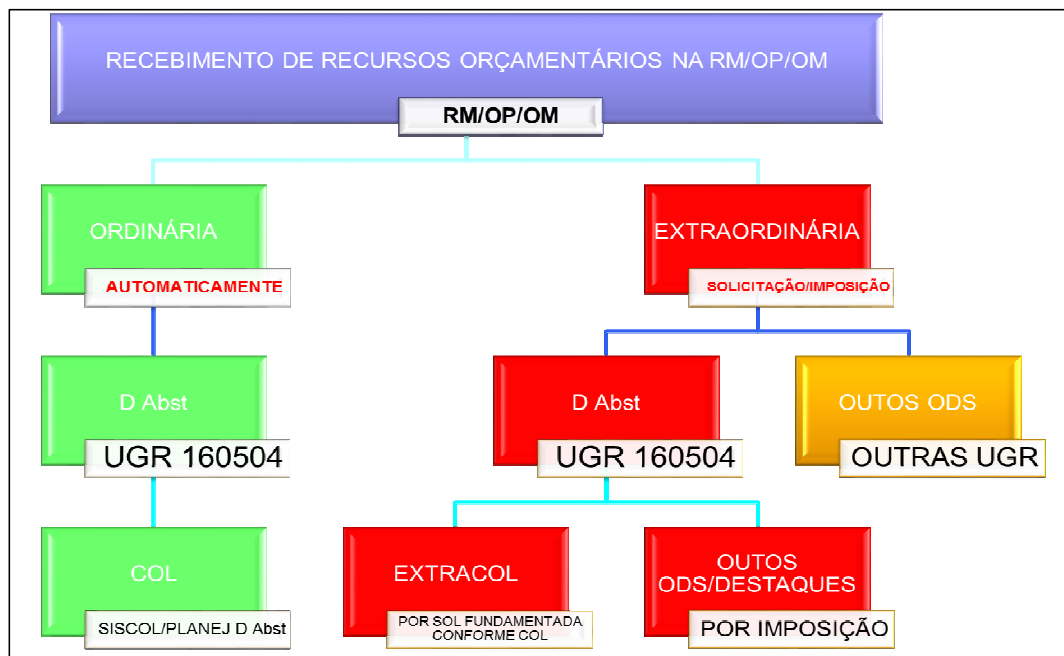 RECEBIMENTO DE RECURSOS ORÇAMENTÁRIOS NA RM/OP/OM
RM/OP/OM
ORDINÁRIA
AUTOMATICAMENTE
EXTRAORDINÁRIA
SOLICITAÇÃO/IMPOSIÇÃO
D Abst
UGR 160504
D Abst
UGR 160504
OUTOS ODS
OUTRAS UGR
COL
SISCOL/PLANEJ D Abst
EXTRACOL
POR SOL FUNDAMENTADA
CONFORME COL
OUTOS
ODS/DESTAQUES
POR IMPOSIÇÃO